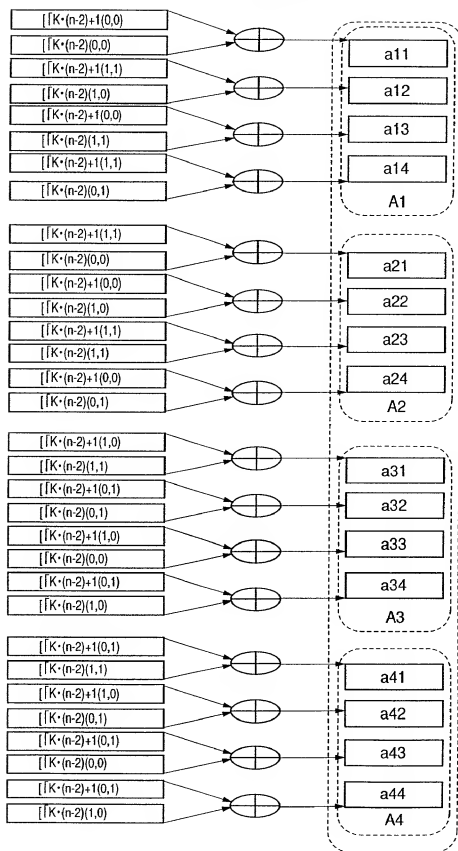 [⌈K•(n-2)+1(0,0)
[⌈K•(n-2)(0,0)
a11
[⌈K•(n-2)+1(1,1)
[⌈K•(n-2)(1,0)
a12
[⌈K•(n-2)+1(0,0)
[⌈K•(n-2)(1,1)
a13
[⌈K•(n-2)+1(1,1)
[⌈K•(n-2)(0,1)
a14
A1
[⌈K•(n-2)+1(1,1)
[⌈K•(n-2)(0,0)
a21
[⌈K•(n-2)+1(0,0)
[⌈K•(n-2)(1,0)
a22
[⌈K•(n-2)+1(1,1)
[⌈K•(n-2)(1,1)
a23
[⌈K•(n-2)+1(0,0)
[⌈K•(n-2)(0,1)
a24
A2
[⌈K•(n-2)+1(1,0)
[⌈K•(n-2)(1,1)
a31
[⌈K•(n-2)+1(0,1)
[⌈K•(n-2)(0,1)
a32
[⌈K•(n-2)+1(1,0)
[⌈K•(n-2)(0,0)
a33
[⌈K•(n-2)+1(0,1)
[⌈K•(n-2)(1,0)
a34
A3
[⌈K•(n-2)+1(0,1)
[⌈K•(n-2)(1,1)
a41
[⌈K•(n-2)+1(1,0)
[⌈K•(n-2)(0,1)
a42
[⌈K•(n-2)+1(0,1)
[⌈K•(n-2)(0,0)
a43
[⌈K•(n-2)+1(0,1)
[⌈K•(n-2)(1,0)
a44
A4